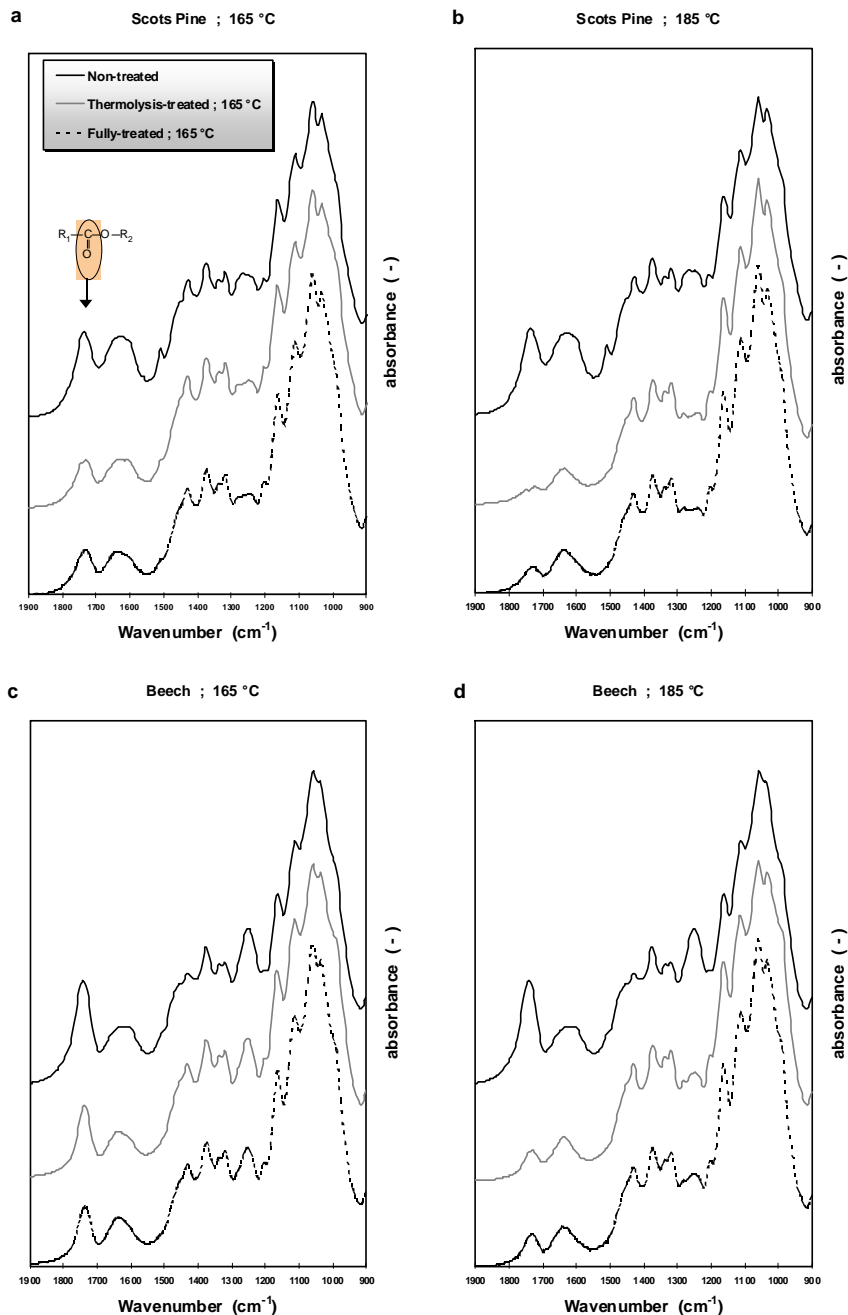 a
Scots Pine ; 165 °C
Non-treated
Thermolysis-treated ; 165 °C
Fully-treated ; 165 °C
R1 C O R2
O
1900 1800 1700 1600 1500 1400 1300 1200 1100 1000 900
Wavenumber (cm-1)
absorbance (-)
b
Scots Pine ; 185 °C
1900 1800 1700 1600 1500 1400 1300 1200 1100 1000 900
Wavenumber (cm-1)
absorbance (-)
c
Beech ; 165 °C
1900 1800 1700 1600 1500 1400 1300 1200 1100 1000 900
Wavenumber (cm-1)
absorbance (-)
d
Beech ; 185 °C
1900 1800 1700 1600 1500 1400 1300 1200 1100 1000 900
Wavenumber (cm-1)
absorbance (-)